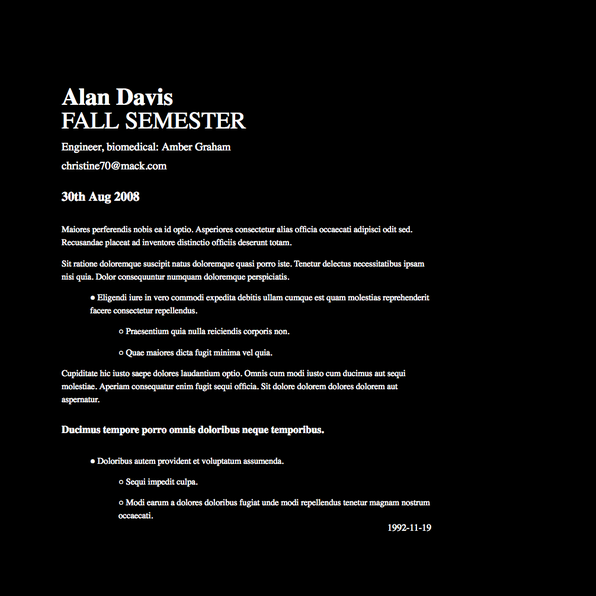 Alan Davis
FALL SEMESTER
Engineer, biomedical: Amber Graham
christine70@mack.com
30th Aug 2008
Maiores perferendis nobis ea id optio. Asperiores consectetur alias officia occaecati adipisci odit sed.
Recusandae placeat ad inventore distinctio officiis deserunt totam.
Sit ratione doloremque suscipit natus doloremque quasi porro iste. Tenetur delectus necessitatibus ipsam
nisi quia. Dolor consequuntur numquam doloremque perspiciatis.
● Eligendi iure in vero commodi expedita debitis ullam cumque est quam molestias reprehenderit
facere consectetur repellendus.
○ Praesentium quia nulla reiciendis corporis non.
○ Quae maiores dicta fugit minima vel quia.
Cupiditate hic iusto saepe dolores laudantium optio. Omnis cum modi iusto cum ducimus aut sequi
molestiae. Aperiam consequatur enim fugit sequi officia. Sit dolore dolorem dolores dolorem aut
aspernatur.
Ducimus tempore porro omnis doloribus neque temporibus.
● Doloribus autem provident et voluptatum assumenda.
○ Sequi impedit culpa.
○ Modi earum a dolores doloribus fugiat unde modi repellendus tenetur magnam nostrum
occaecati.
1992-11-19